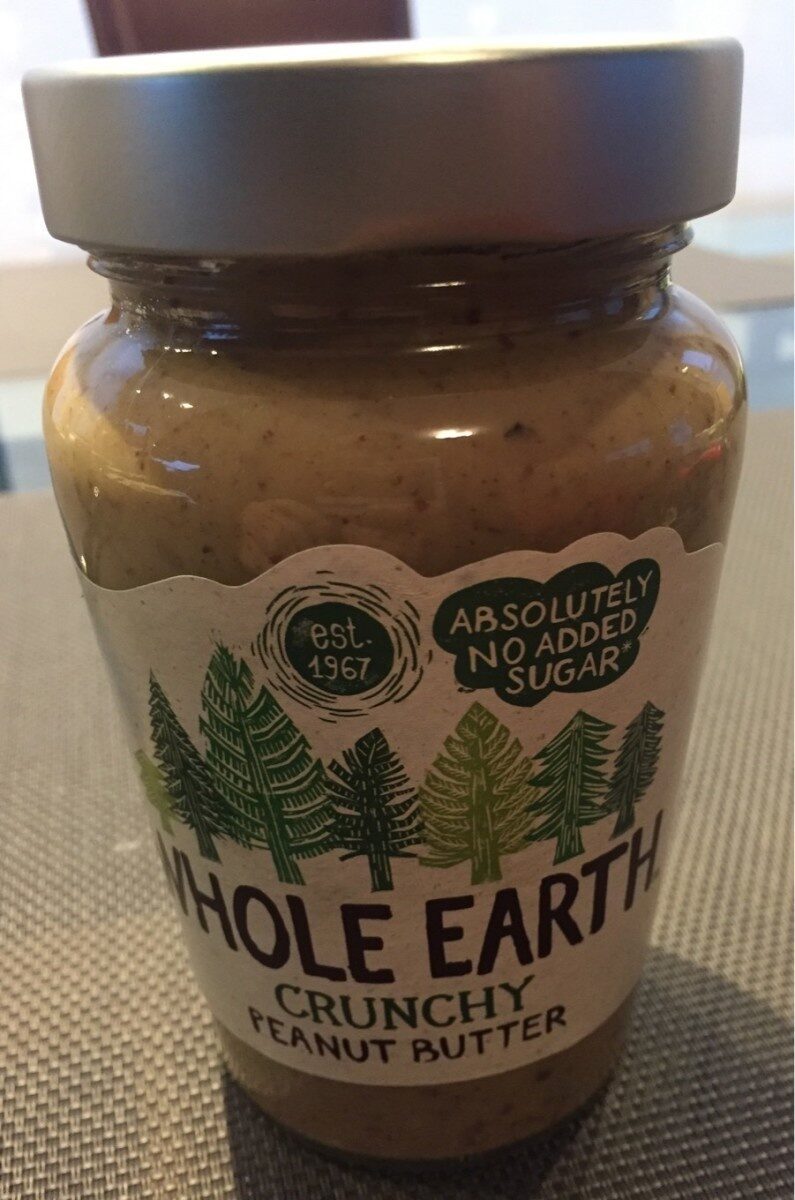 est.
1967
ABSOLUTELY
NO ADDED
SUGAR*
WHOLE EARTH
CRUNCHY
PEANUT BUTTER